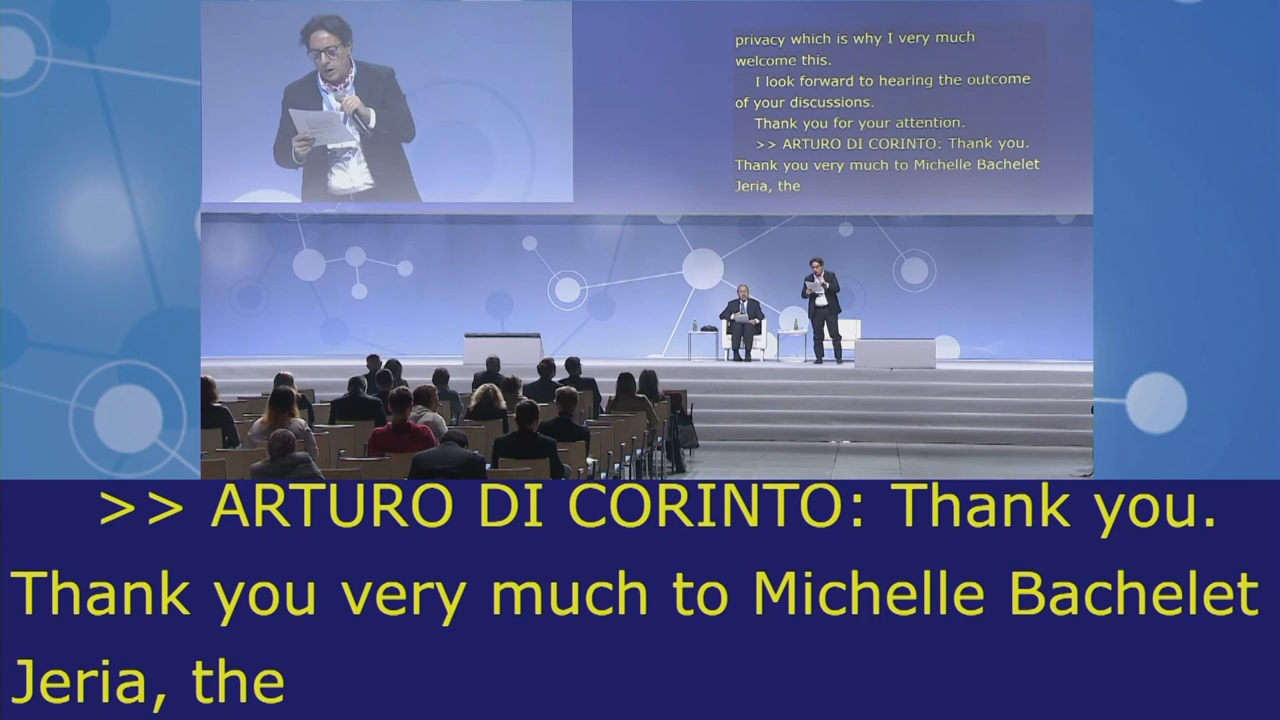 privacy which is why I very much
welcome this.
I look forward to hearing the outcome
of your discussions.
Thank you for your attention.
>> ARTURO DI CORINTO: Thank you.
Thank you very much to Michelle Bachelet
Jeria, the
>> ARTURO DI CORINTO: Thank you.
Thank you very much to Michelle Bachelet
Jeria, the